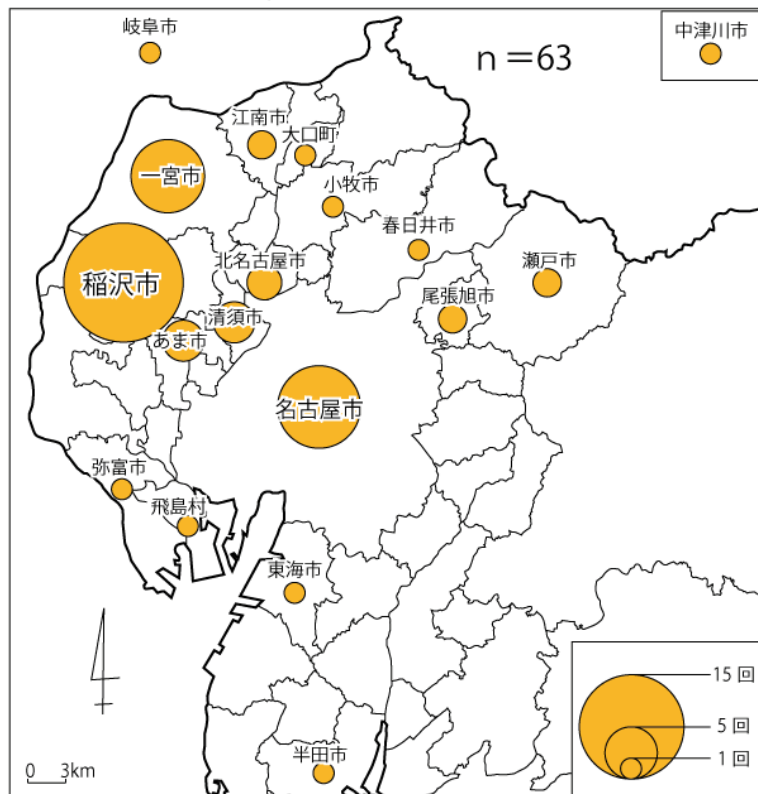 岐阜市
n＝63
中津川市
江南市
大口町
一宮市
小牧市
春日井市
北名古屋市
瀬戸市
稲沢市
尾張旭市
清須市
あま市
名古屋市
弥富市
飛島村
東海市
15 回
5 回
1 回
半田市
0 3km